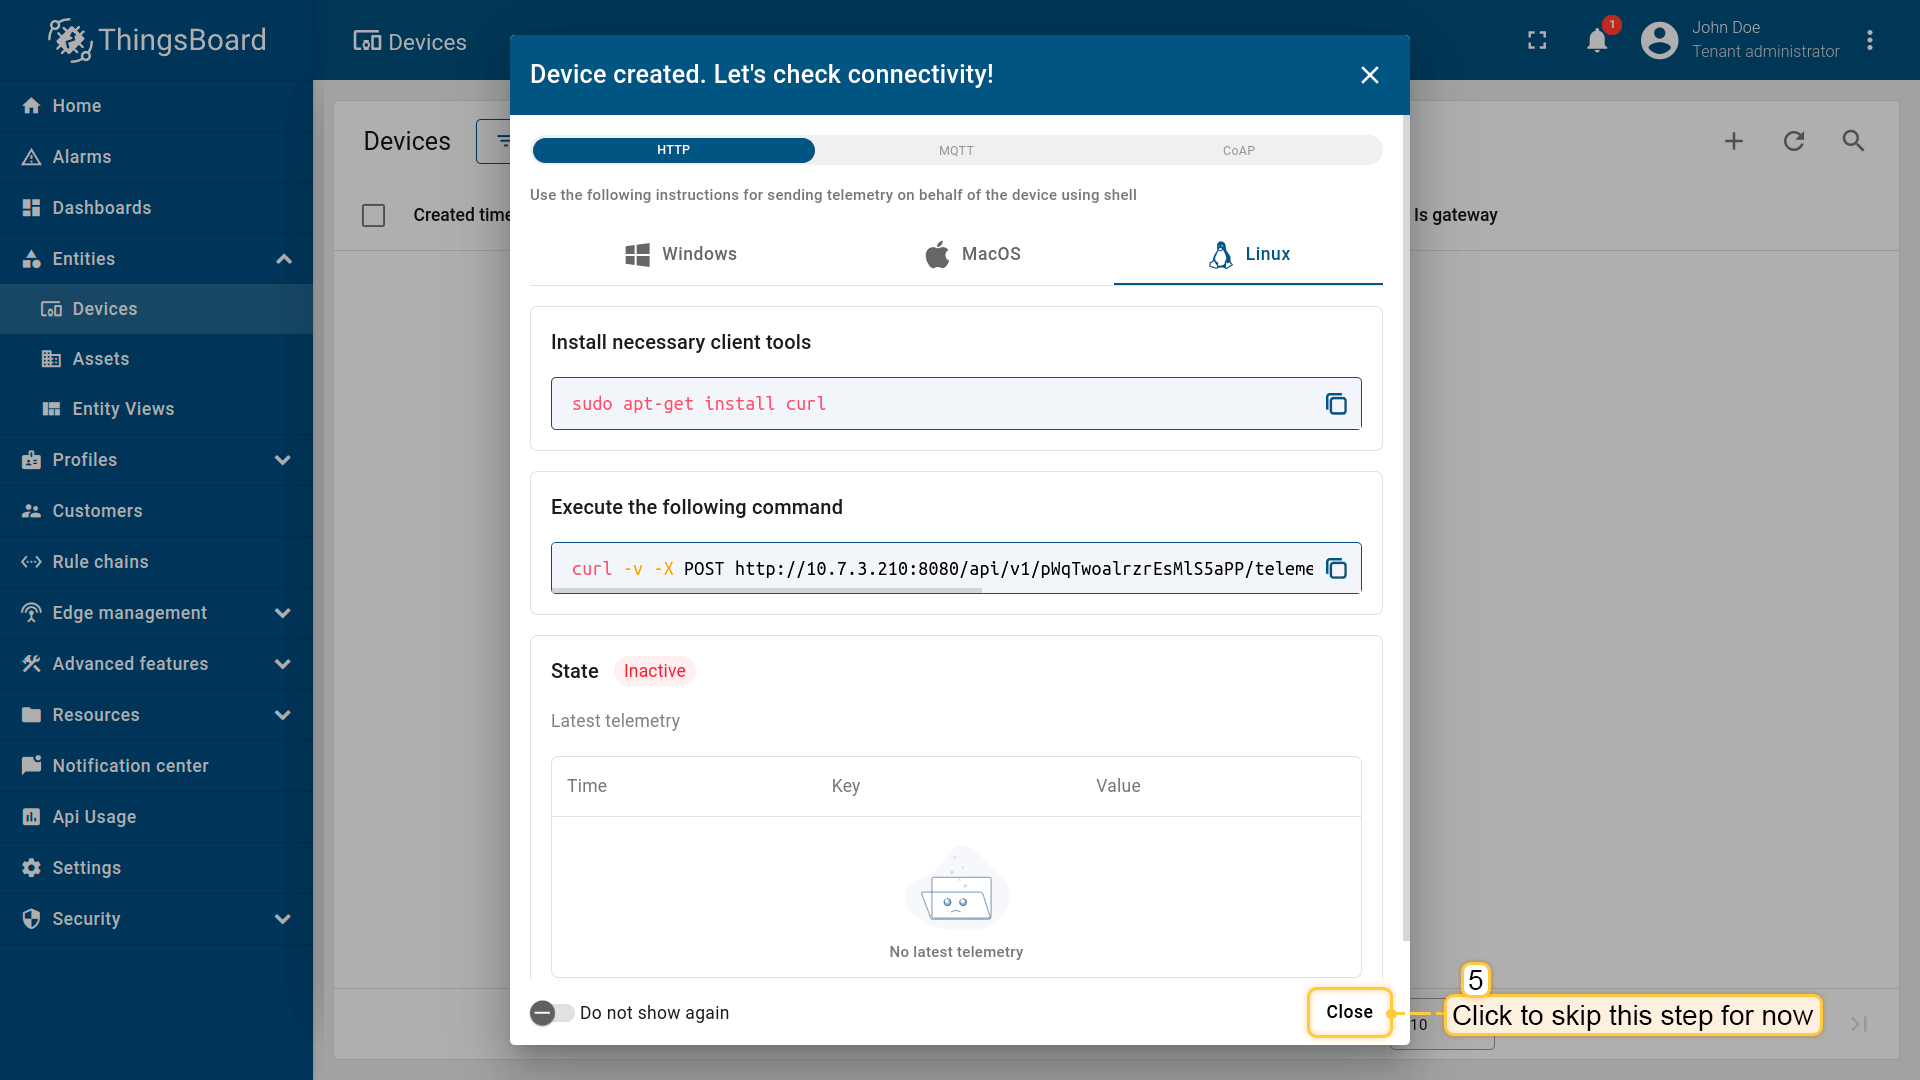 ThingsBoard
Devices
1
John Doe
Tenant administrator
Home
Alarms
Dashboards
Entities
Devices
Assets
Entity Views
Profiles
Customers
Rule chains
Edge management
Advanced features
Resources
Notification center
Api Usage
Settings
Security
Devices
Created time
Is gateway
10
Device created. Let's check connectivity!
HTTP
MQTT
CoAP
Use the following instructions for sending telemetry on behalf of the device using shell
Windows
MacOS
Linux
Install necessary client tools
sudo apt-get install curl
Execute the following command
curl -v -X POST http://10.7.3.210:8080/api/v1/pWqTwoalrzrEsMlS5aPP/teleme
State Inactive
Latest telemetry
Time Key Value
No latest telemetry
Do not show again
Close
5
Click to skip this step for now